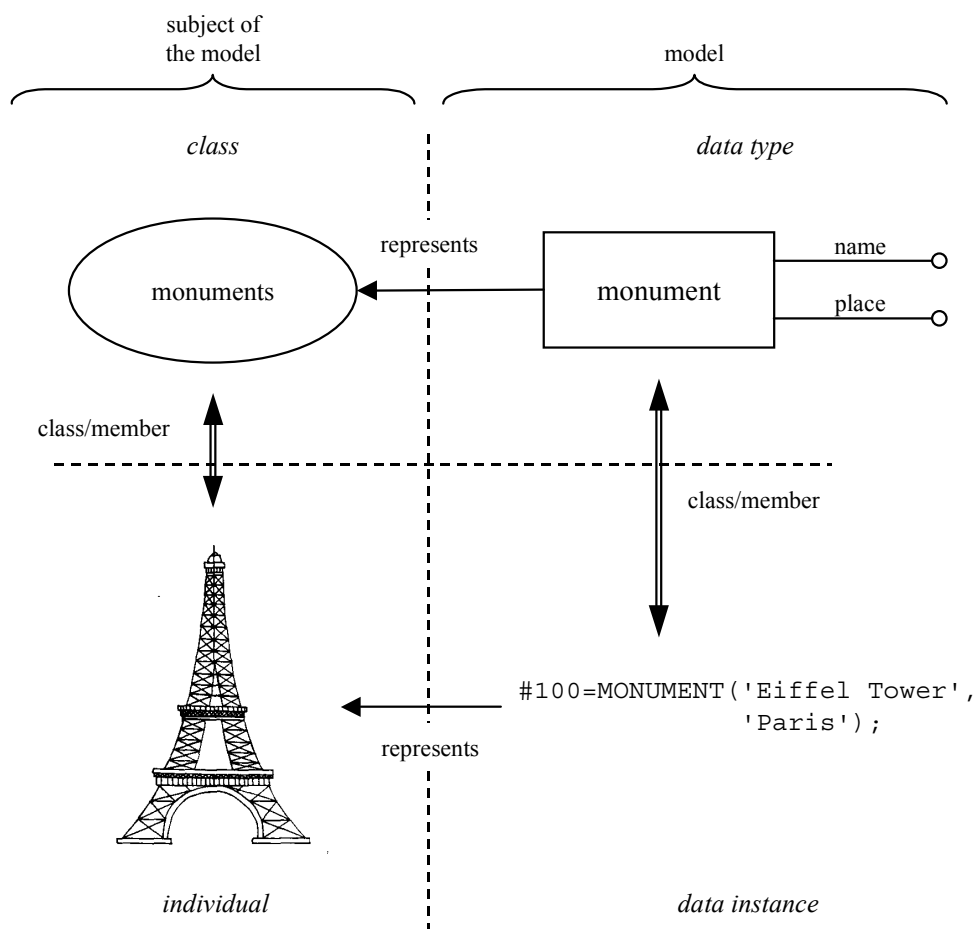 subject of
the model
model
class
data type
represents
name
monuments
monument
place
class/member
class/member
#100=MONUMENT('Eiffel Tower',
'Paris');
represents
individual
data instance